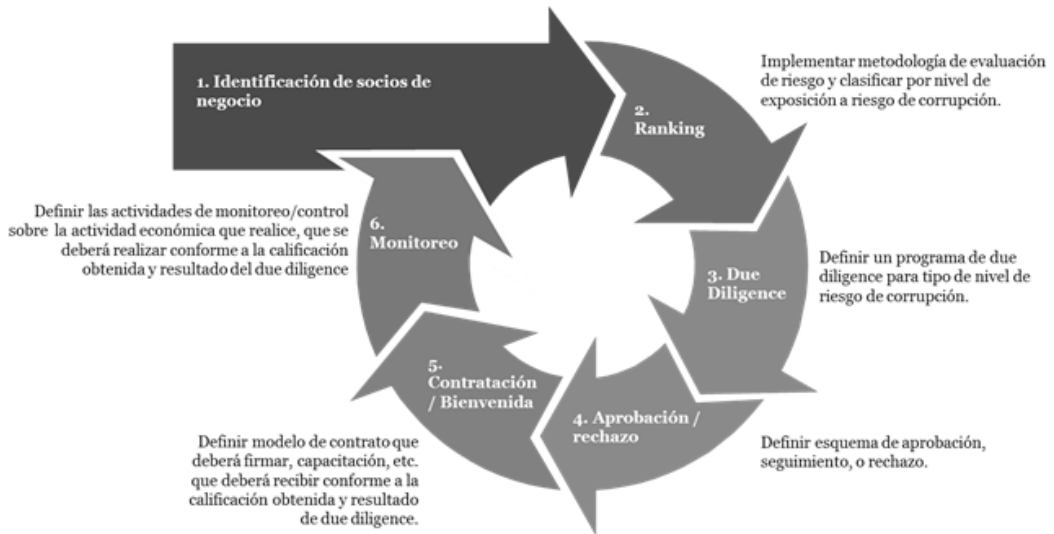 1. Identificación de socios de
negocio
2.
Ranking
Implementar metodología de evaluación
de riesgo y clasificar por nivel de
exposición a riesgo de corrupción.
3. Due
Diligence
Definir un programa de due
diligence para tipo de nivel de
riesgo de corrupción.
4. Aprobación /
rechazo
Definir esquema de aprobación,
seguimiento, o rechazo.
5.
Contratación
/ Bienvenida
Definir modelo de contrato que
deberá firmar, capacitación, etc.
que deberá recibir conforme a la
calificación obtenida y resultado
de due diligence.
6.
Monitoreo
Definir las actividades de monitoreo/control
sobre la actividad económica que realice, que se
deberá realizar conforme a la calificación
obtenida y resultado del due diligence